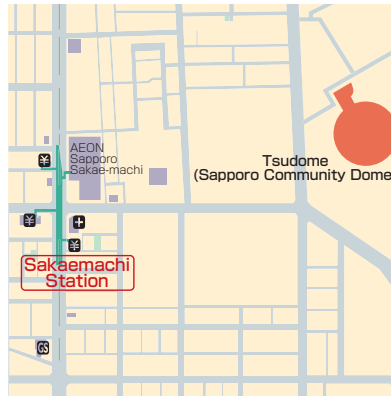 AEON
Sapporo
Sakae-machi
¥
Tsudome
(Sapporo Community Dome
¥
¥
Sakaemachi
Station
GS